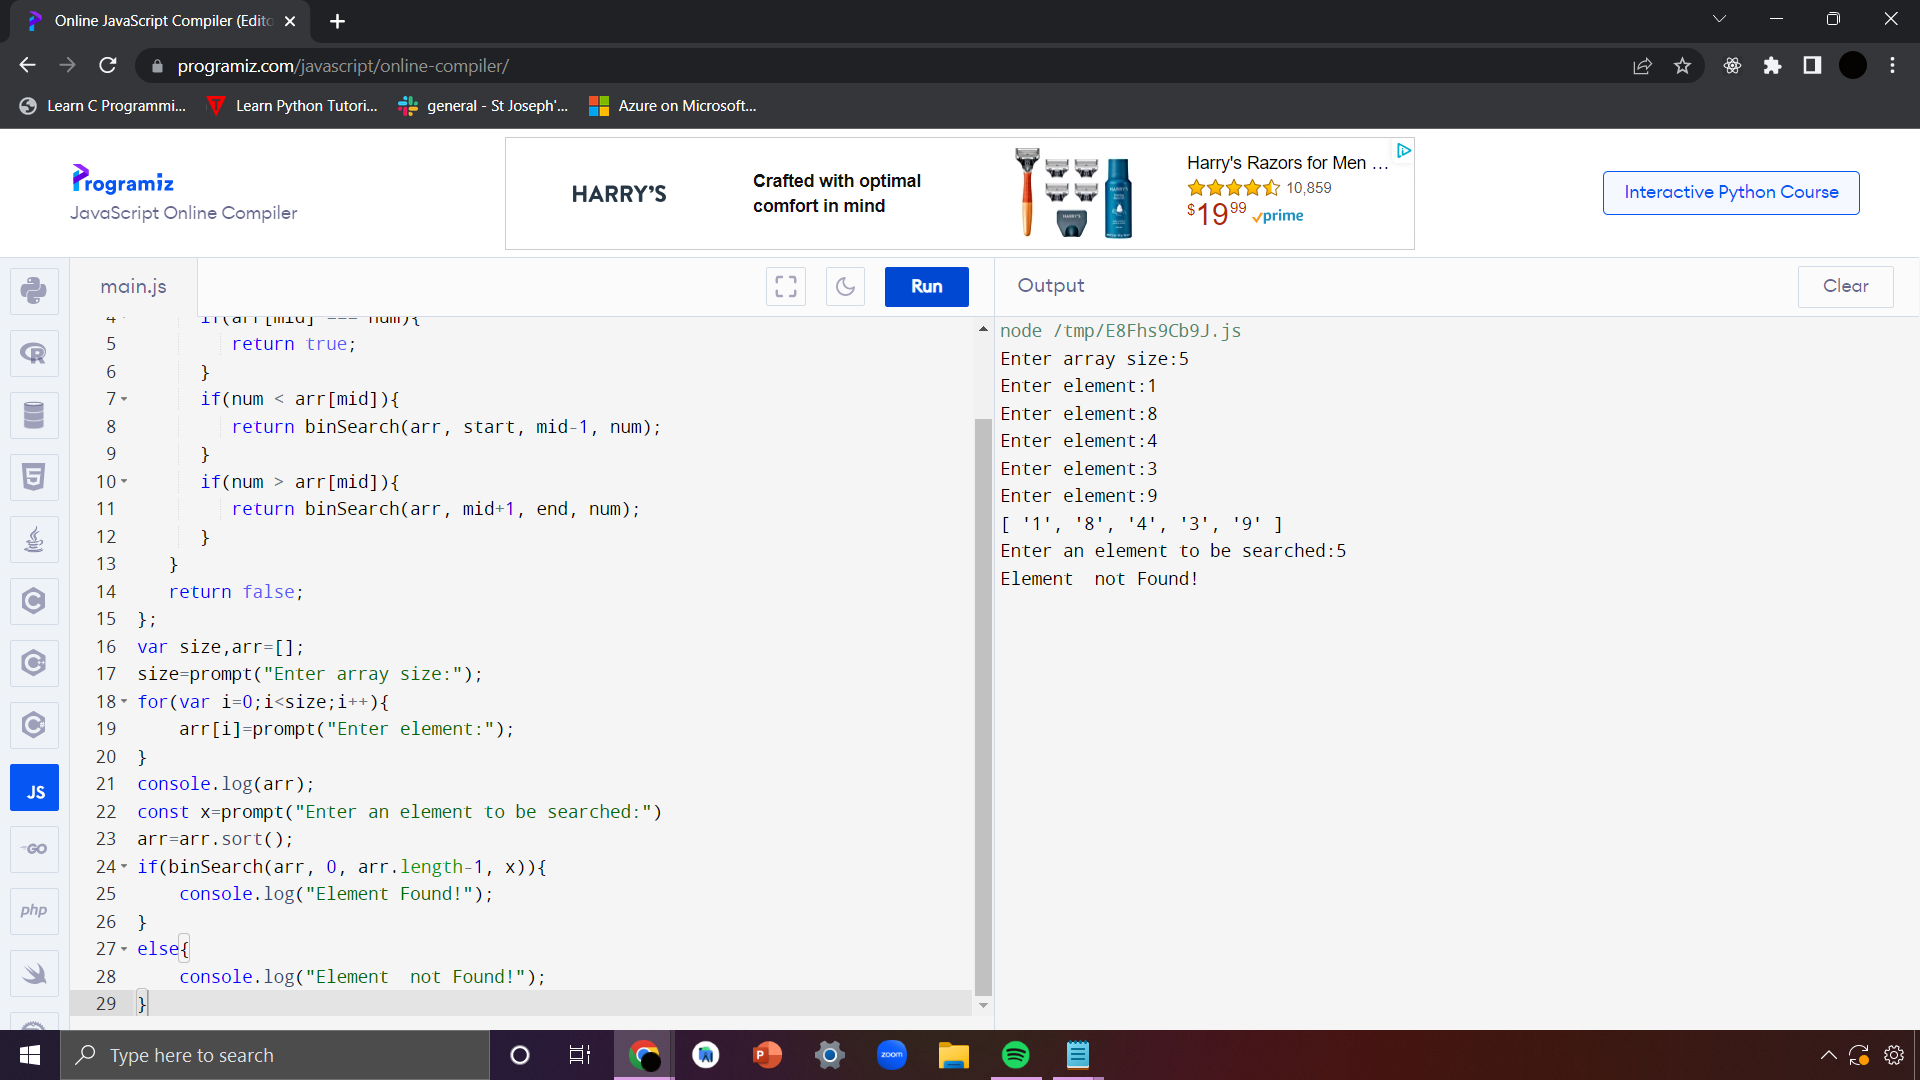 Online JavaScript Compiler (Edito
programiz.com/javascript/online-compiler/
Learn C Programmi...
Learn Python Tutori...
general - St Joseph'...
Azure on Microsoft...
Programiz
JavaScript Online Compiler
HARRY'S
Crafted with optimal
comfort in mind
Harry's Razors for Men ...
10,859
$19.99 prime
Interactive Python Course
main.js
Run
Output
Clear
4 if(arr[mid] === num){
5 return true;
6 }
7 if(num < arr[mid]){
8 return binSearch(arr, start, mid-1, num);
9 }
10 if(num > arr[mid]){
11 return binSearch(arr, mid+1, end, num);
12 }
13 }
14 return false;
15 };
16 var size,arr=[];
17 size=prompt("Enter array size:");
18 for(var i=0;i<size;i++){
19 arr[i]=prompt("Enter element:");
20 }
21 console.log(arr);
22 const x=prompt("Enter an element to be searched:")
23 arr=arr.sort();
24 if(binSearch(arr, 0, arr.length-1, x)){
25 console.log("Element Found!");
26 }
27 else{
28 console.log("Element  not Found!");
29 }
node /tmp/E8Fhs9Cb9J.js
Enter array size:5
Enter element:1
Enter element:8
Enter element:4
Enter element:3
Enter element:9
[ '1', '8', '4', '3', '9' ]
Enter an element to be searched:5
Element  not Found!
R
5
C
C
C
JS
GO
php
Type here to search
P
zoom